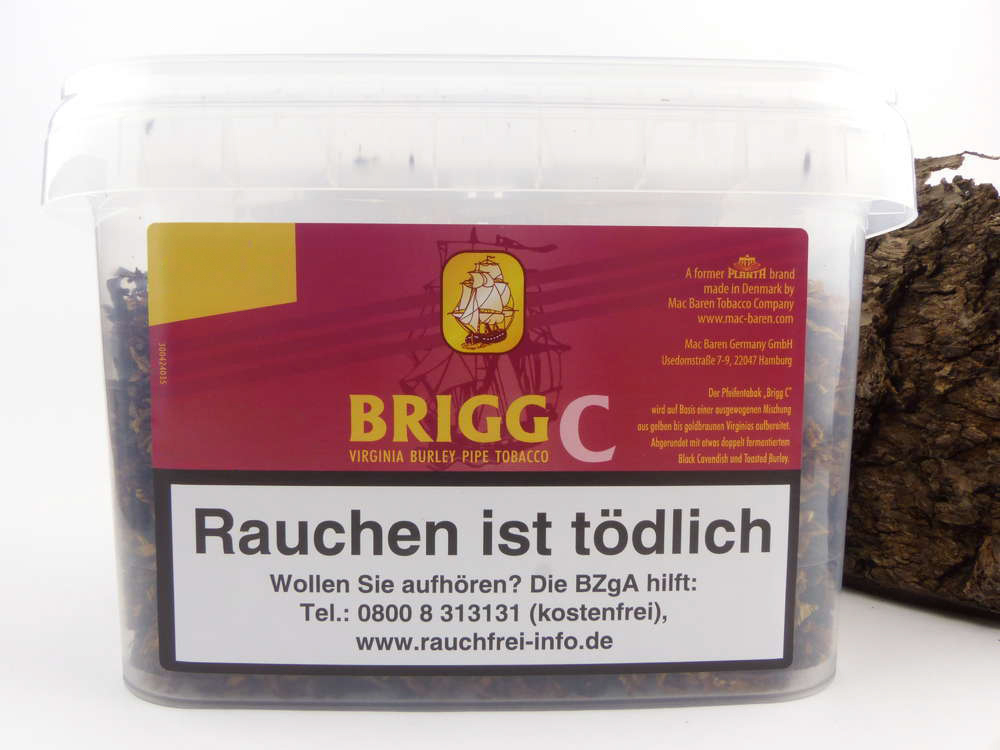 A former PLANTA brand
made in Denmark by
Mac Baren Tobacco Company
www.mac-baren.com
Mac Baren Germany GmbH
Usedomstraße 7-9, 22047 Hamburg
300424035
Der Pfeifentabak „Brigg C"
wird auf Basis einer ausgewogenen Mischung
aus gelben bis goldbraunen Virginias aufbereitet.
Abgerundet mit etwas doppelt fermentiertem
Black Cavendish und Toasted Burley.
BRIGG C
VIRGINIA BURLEY PIPE TOBACCO
Rauchen ist tödlich
Wollen Sie aufhören? Die BZgA hilft:
Tel.: 0800 8 313131 (kostenfrei),
www.rauchfrei-info.de